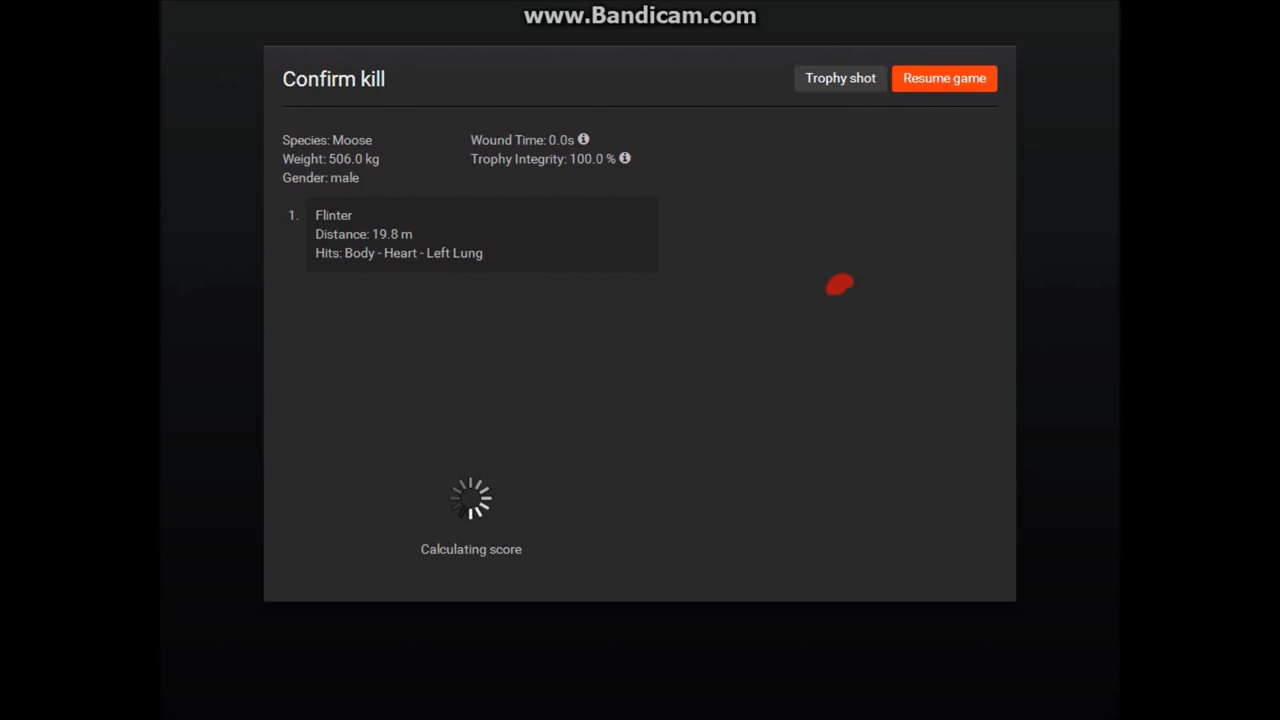 www.Bandicam.com
Confirm kill
Trophy shot
Resume game
Species: Moose
Weight: 506.0 kg
Gender: male
Wound Time: 0.0s
Trophy Integrity: 100.0 %
1.
Flinter
Distance: 19.8 m
Hits: Body - Heart - Left Lung
Calculating score